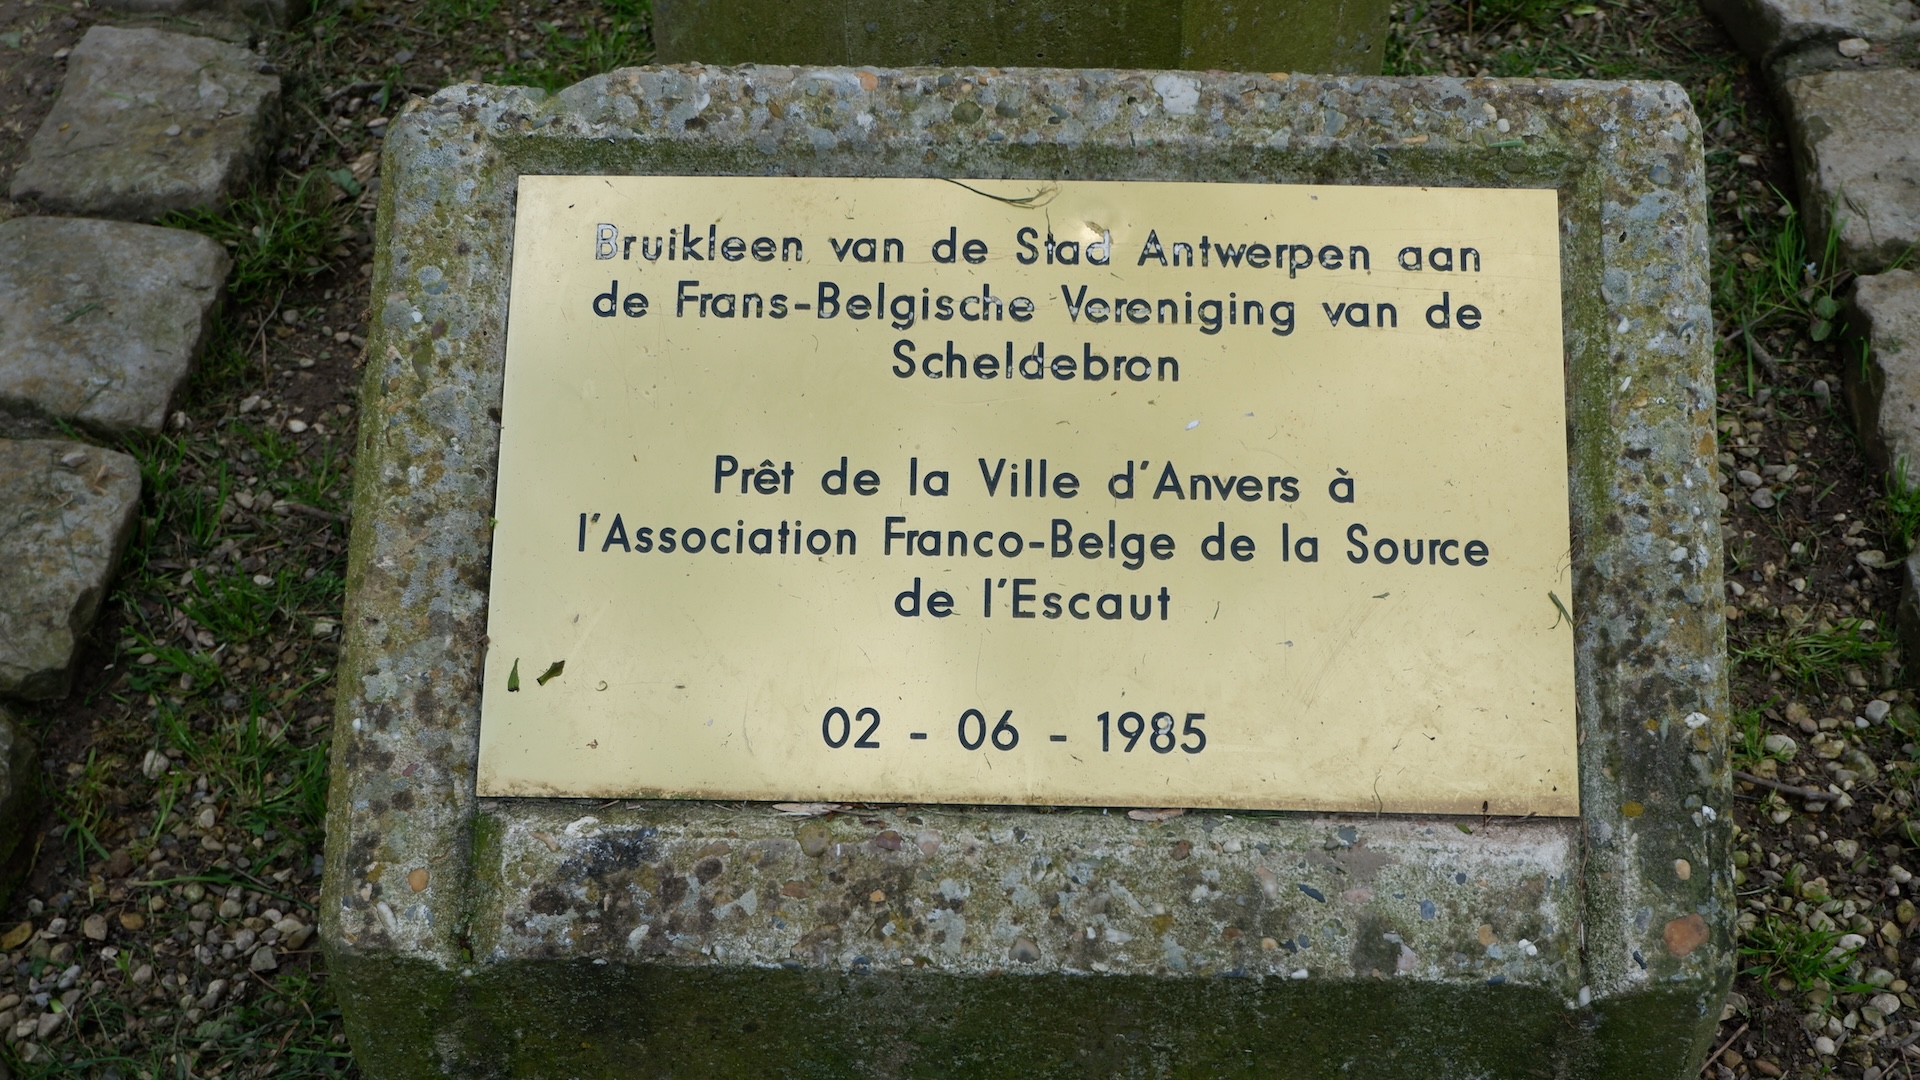 Bruikleen van de Stad Antwerpen aan
de Frans-Belgische Vereniging van de
Scheldebron
Prêt de la Ville d'Anvers à
l'Association Franco-Belge de la Source
de l'Escaut
02 - 06 - 1985